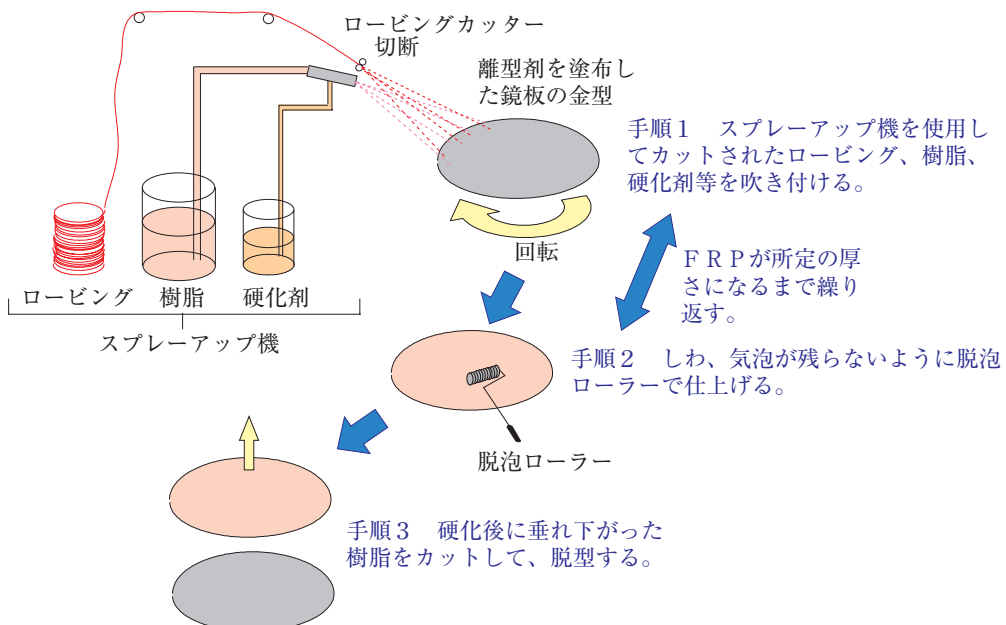 ロービングカッター
切断
離型剤を塗布し
た鏡板の金型
手順１　スプレーアップ機を使用し
てカットされたロービング、樹脂、
硬化剤等を吹き付ける。
回転
ＦＲＰが所定の厚
さになるまで繰り
返す。
ロービング
樹脂
硬化剤
スプレーアップ機
手順２　しわ、気泡が残らないように脱泡
ローラーで仕上げる。
脱泡ローラー
手順３　硬化後に垂れ下がった
樹脂をカットして、脱型する。